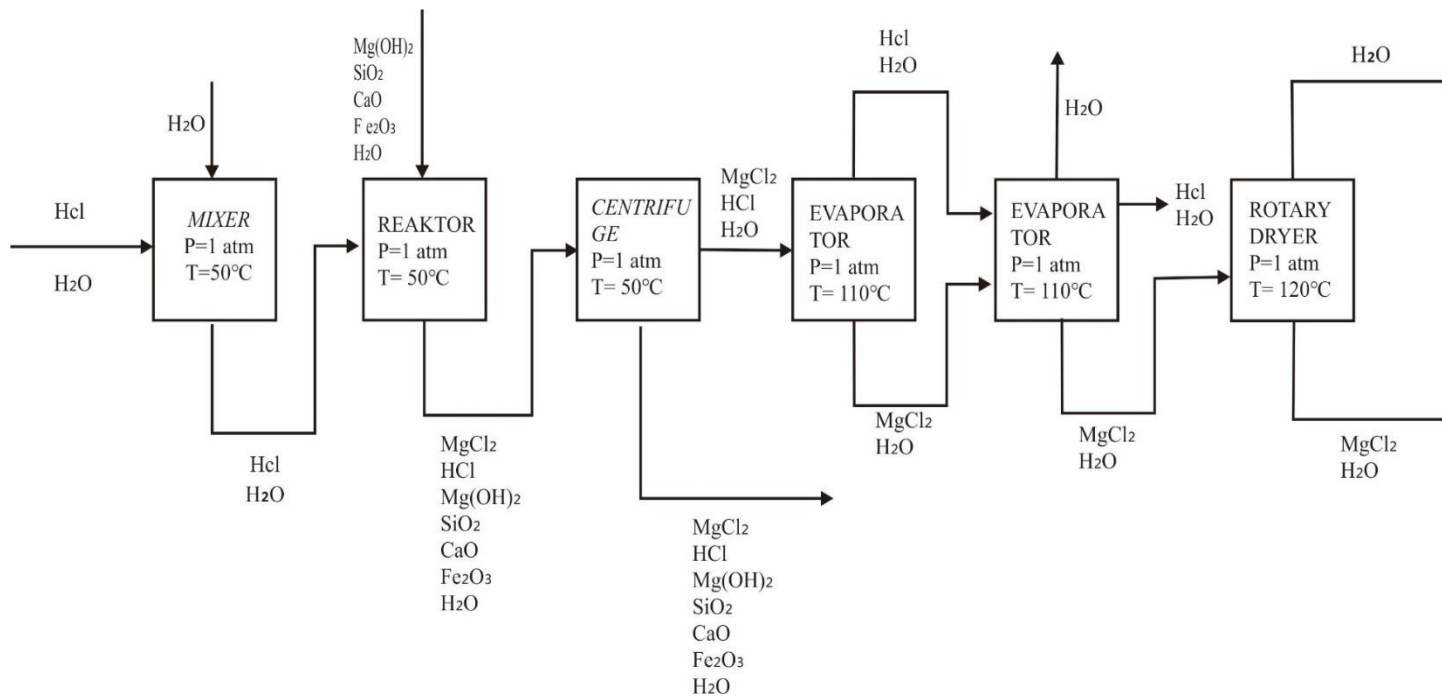 Hcl
H₂O
H₂O
MIXER
P=1 atm
T=50°C
Hcl
H₂O
Mg(OH)₂
SiO₂
CaO
F e₂O₃
H₂O
REAKTOR
P=1 atm
T= 50°C
MgCl₂
HCl
Mg(OH)₂
SiO₂
CaO
Fe₂O₃
H₂O
CENTRIFU
GE
P=1 atm
T= 50°C
MgCl₂
HCl
Mg(OH)₂
SiO₂
CaO
Fe₂O₃
H₂O
MgCl₂
HCl
H₂O
EVAPORA
TOR
P=1 atm
T= 110°C
Hcl
H₂O
MgCl₂
H₂O
EVAPORA
TOR
P=1 atm
T= 110°C
H₂O
Hcl
H₂O
MgCl₂
H₂O
ROTARY
DRYER
P=1 atm
T= 120°C
H₂O
MgCl₂
H₂O